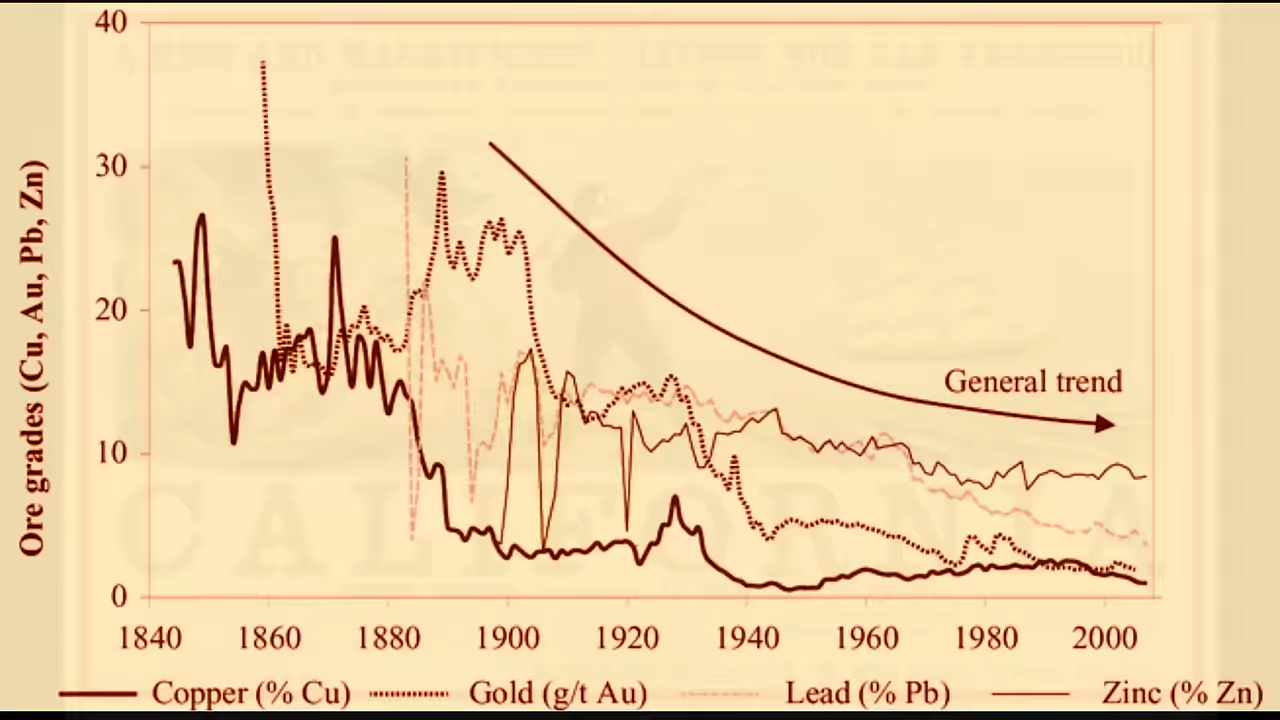 40
30
20
10
0
Ore grades (Cu, Au, Pb, Zn)
General trend
1840 1860 1880 1900 1920 1940 1960 1980 2000
Copper (% Cu) Gold (g/t Au) Lead (% Pb) Zinc (% Zn)
CALIFORNIA